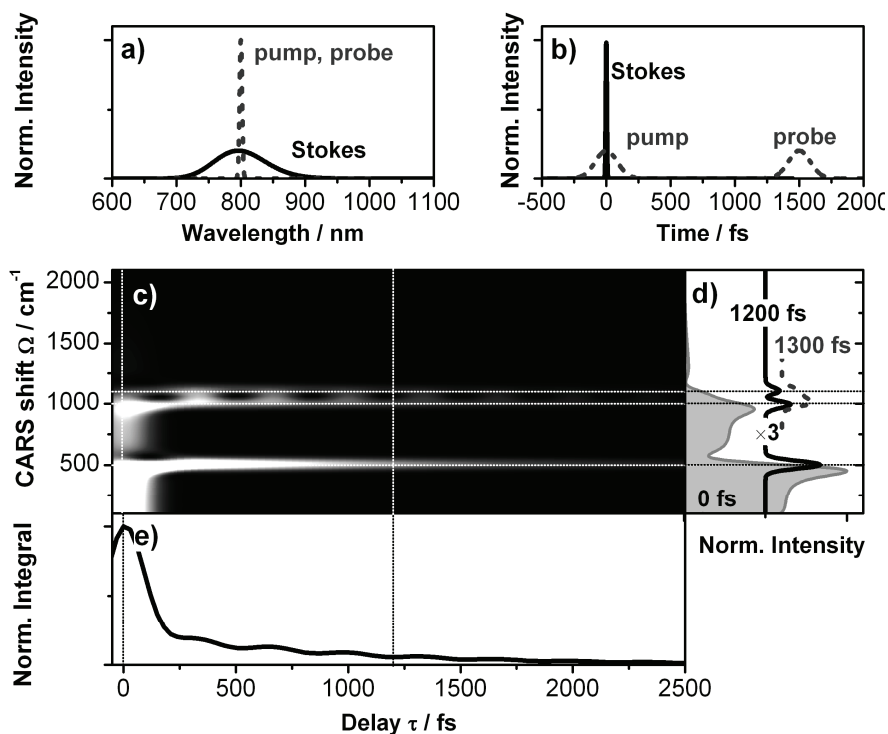 Norm. Intensity
a)
pump, probe
Stokes
600 700 800 900 1000 1100
Wavelength / nm
Norm. Intensity
b)
Stokes
pump
probe
-500 0 500 1000 1500 2000
Time / fs
CARS shift Ω / cm⁻¹
2000
1500
1000
500
c)
d)
1200 fs
1300 fs
×3
0 fs
Norm. Intensity
Norm. Integral
e)
0 500 1000 1500 2000 2500
Delay τ / fs